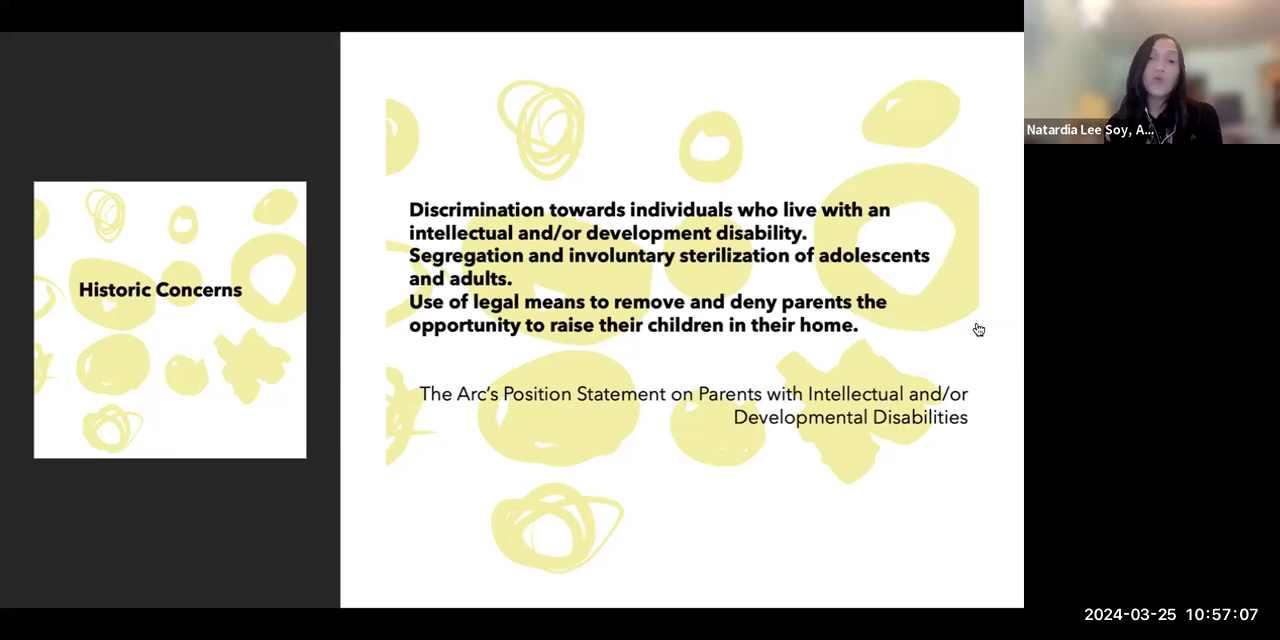 Historic Concerns
Discrimination towards individuals who live with an
intellectual and/or development disability.
Segregation and involuntary sterilization of adolescents
and adults.
Use of legal means to remove and deny parents the
opportunity to raise their children in their home.
The Arc’s Position Statement on Parents with Intellectual and/or
Developmental Disabilities
Natardia Lee Soy, A...
2024-03-25 10:57:07